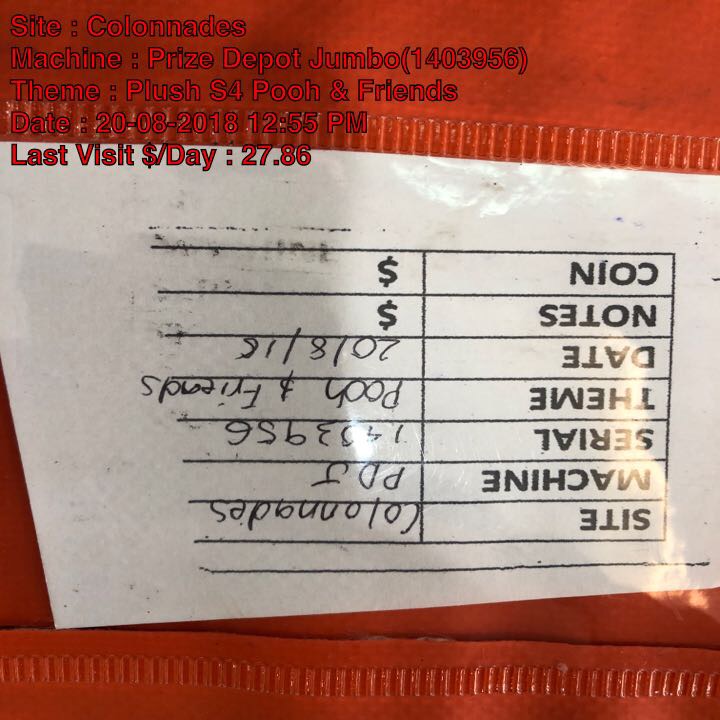 Site : Colonnades
Machine : Prize Depot Jumbo(1403956)
Theme : Plush S4 Pooh & Friends
Date : 20-08-2018 12:55 PM
Last Visit $/Day : 27.86
SITE Colonnades
MACHINE PDJ
SERIAL 1403956
THEME Pooh & Friends
DATE 20/8/18
NOTES $
COIN $